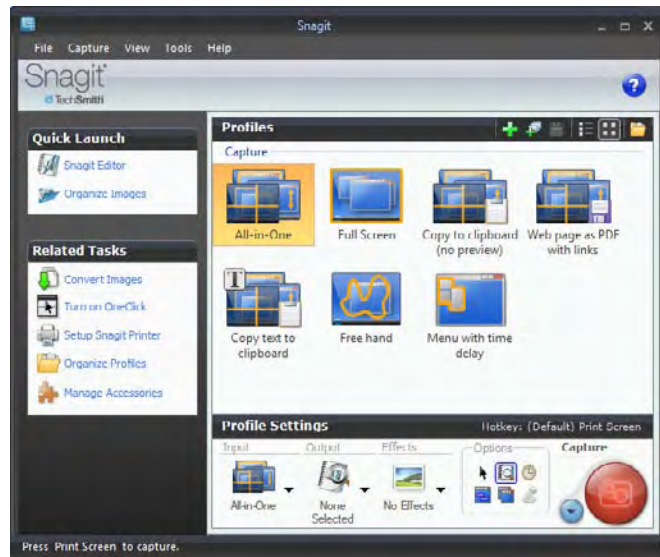 Snagit
File Capture View Tools Help
Snagit®
TechSmith
?
Quick Launch
Snagit Editor
Organize Images
Related Tasks
Convert Images
Turn on OneClick
Setup Snagit Printer
Organize Profiles
Manage Accessories
Profiles
Capture
All-in-One
Full Screen
Copy to clipboard
(no preview)
Web page as PDF
with links
T
Copy text to
clipboard
Free hand
Menu with time
delay
Profile Settings
Hotkey: (Default) Print Screen
Input
Output
Effects
Options
Capture
All-in-One
None
Selected
No Effects
Press Print Screen to capture.